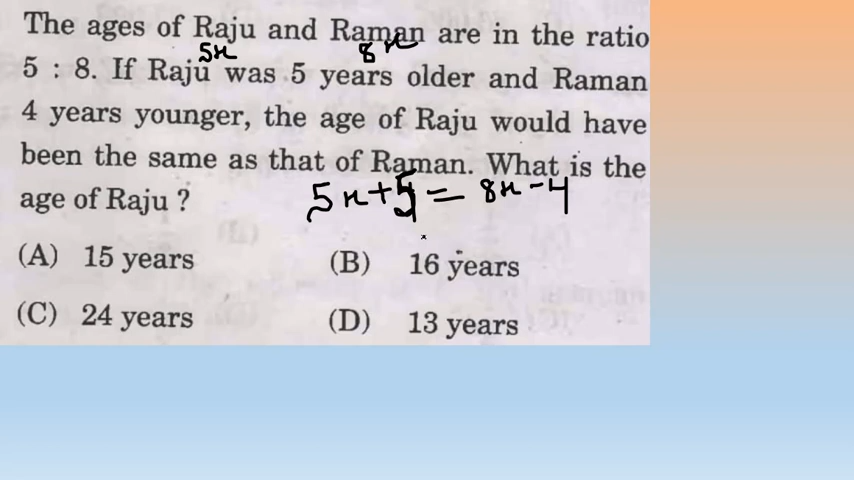 The ages of Raju and Raman are in the ratio
5x 8x
5 : 8. If Raju was 5 years older and Raman
4 years younger, the age of Raju would have
been the same as that of Raman. What is the
age of Raju ? 5x+5=8x-4
(A) 15 years (B) 16 years
(C) 24 years (D) 13 years